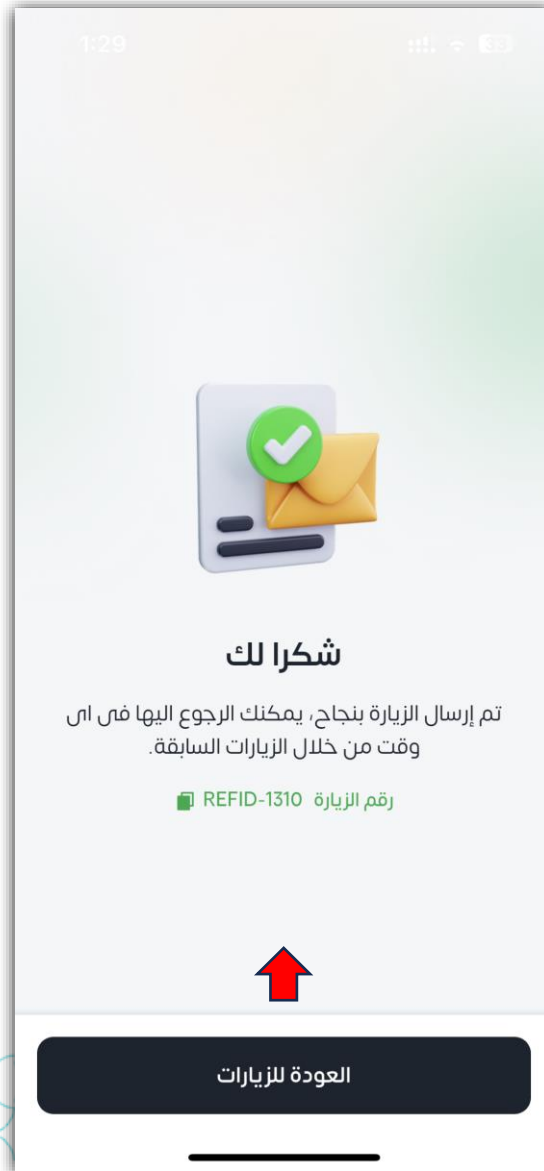 1:29
33
شكرا لك
تم إرسال الزيارة بنجاح، يمكنك الرجوع اليها فى اى
وقت من خلال الزيارات السابقة.
رقم الزيارة REFID-1310
العودة للزيارات